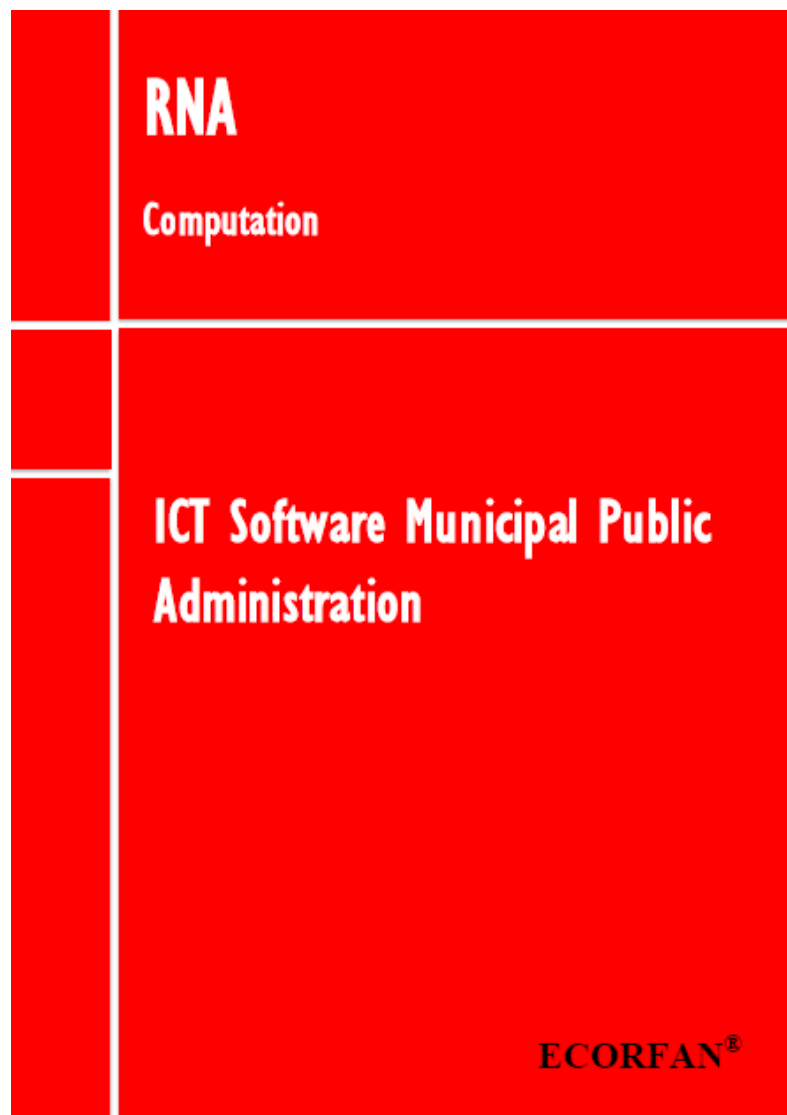 RNA
Computation
ICT Software Municipal Public
Administration
ECORFAN®